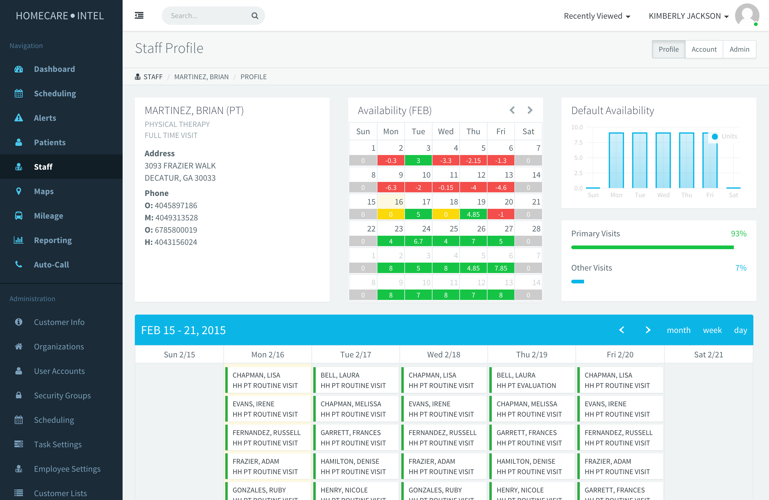 HOMECARE•INTEL
Search...
Recently Viewed
KIMBERLY JACKSON
Navigation
Dashboard
Scheduling
Alerts
Patients
Staff
Maps
Mileage
Reporting
Auto-Call
Administration
Customer Info
Organizations
User Accounts
Security Groups
Scheduling
Task Settings
Employee Settings
Customer Lists
Staff Profile
Profile Account Admin
STAFF / MARTINEZ, BRIAN / PROFILE
MARTINEZ, BRIAN (PT)
PHYSICAL THERAPY
FULL TIME VISIT
Address
3093 FRAZIER WALK
DECATUR, GA 30033
Phone
O: 4045897186
M: 4049313528
O: 6785800019
H: 4043156024
Availability (FEB)
Sun Mon Tue Wed Thu Fri Sat
1 2 3 4 5 6 7
0 -0.3 3 -3.3 -2.15 -1.3 0
8 9 10 11 12 13 14
0 -6.3 -2 -0.15 -4 -4.6 0
15 16 17 18 19 20 21
0 0 5 0 4.85 -1 0
22 23 24 25 26 27 28
0 4 6.7 4 7 5 0
1 2 3 4 5 6 7
0 8 5 8 4.85 7.85 0
8 9 10 11 12 13 14
0 8 7 8 7 8 0
Default Availability
10.0
7.5
5.0
2.5
0.0
Units
Sun Mon Tue Wed Thu Fri Sat
Primary Visits 93%
Other Visits 7%
FEB 15 - 21, 2015
month week day
Sun 2/15 Mon 2/16 Tue 2/17 Wed 2/18 Thu 2/19 Fri 2/20 Sat 2/21
CHAPMAN, LISA BELL, LAURA CHAPMAN, LISA BELL, LAURA CHAPMAN, LISA
HH PT ROUTINE VISIT HH PT ROUTINE VISIT HH PT ROUTINE VISIT HH PT EVALUATION HH PT ROUTINE VISIT
EVANS, IRENE CHAPMAN, MELISSA EVANS, IRENE CHAPMAN, MELISSA EVANS, IRENE
HH PT ROUTINE VISIT HH PT ROUTINE VISIT HH PT ROUTINE VISIT HH PT ROUTINE VISIT HH PT ROUTINE VISIT
FERNANDEZ, RUSSELL GARRETT, FRANCES FERNANDEZ, RUSSELL GARRETT, FRANCES FERNANDEZ, RUSSELL
HH PT ROUTINE VISIT HH PT ROUTINE VISIT HH PT ROUTINE VISIT HH PT ROUTINE VISIT HH PT ROUTINE VISIT
FRAZIER, ADAM HAMILTON, DENISE FRAZIER, ADAM HAMILTON, DENISE FRAZIER, ADAM
HH PT ROUTINE VISIT HH PT ROUTINE VISIT HH PT ROUTINE VISIT HH PT ROUTINE VISIT HH PT ROUTINE VISIT
GONZALES, RUBY HENRY, NICOLE GONZALES, RUBY HENRY, NICOLE GARRETT, FRANCES